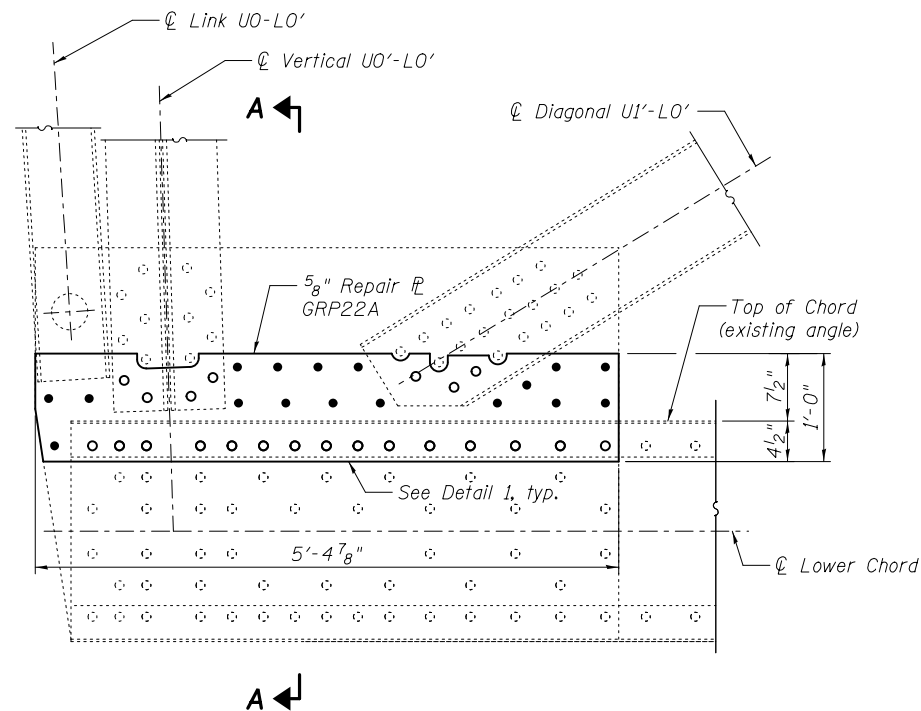 ℄ Link U0-L0'
℄ Vertical U0'-L0'
A
℄ Diagonal U1'-L0'
5/8" Repair ℙL
GRP22A
Top of Chord
(existing angle)
7 1/2"
1'-0"
4 1/2"
See Detail 1, typ.
5'-4 7/8"
℄ Lower Chord
A